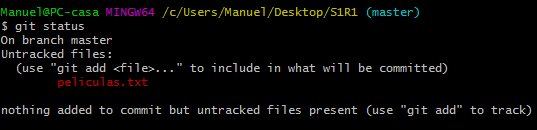 Manuel@PC-casa MINGW64 /c/Users/Manuel/Desktop/S1R1 (master)
$ git status
On branch master
Untracked files:
  (use "git add <file>..." to include in what will be committed)
        peliculas.txt

nothing added to commit but untracked files present (use "git add" to track)